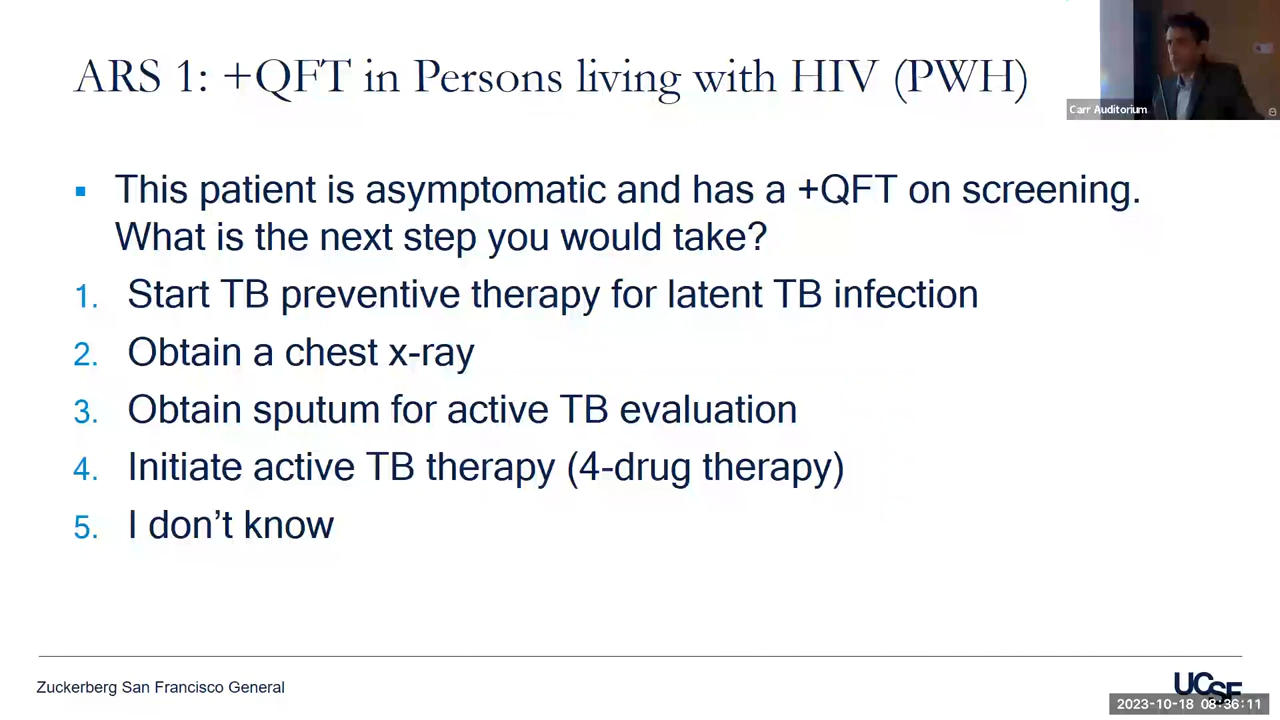 ARS 1: +QFT in Persons living with HIV (PWH)
Carr Auditorium
▪ This patient is asymptomatic and has a +QFT on screening.
What is the next step you would take?
1. Start TB preventive therapy for latent TB infection
2. Obtain a chest x-ray
3. Obtain sputum for active TB evaluation
4. Initiate active TB therapy (4-drug therapy)
5. I don’t know
Zuckerberg San Francisco General
UCSF
2023-10-18 08:36:11